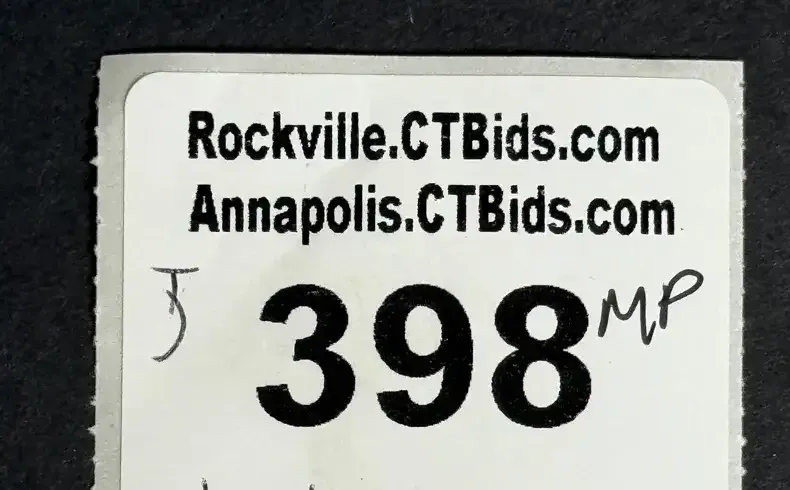 Rockville.CTBids.com
Annapolis.CTBids.com
398 MP